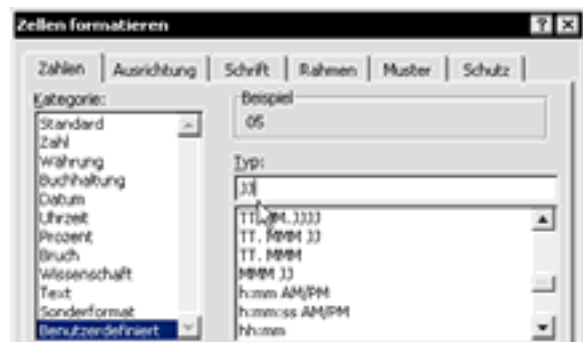 Zellen formatieren
Zahlen Ausrichtung Schrift Rahmen Muster Schutz
Kategorie:
Standard
Zahl
Währung
Buchhaltung
Datum
Uhrzeit
Prozent
Bruch
Wissenschaft
Text
Sonderformat
Benutzerdefiniert
Beispiel
05
Typ:
JJ
TT.MM.JJJJ
TT. MMM JJ
TT. MMM
MMM JJ
h:mm AM/PM
h:mm:ss AM/PM
hh:mm